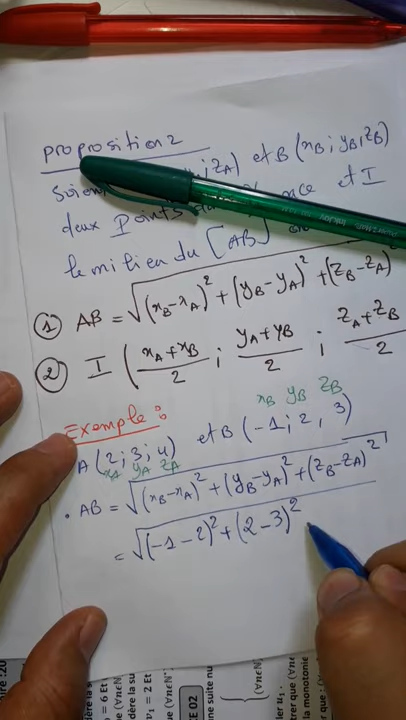 proposition 2
zA) et B (xB; yB, zB)
deux points et I
le milieu du [AB]
① AB = √(xB-xA)² + (yB-yA)² + (zB-zA)²
② I ( xA+xB/2 ; yA+yB/2 ; zA+zB/2
Exemple :
xB yB zB
A(2; 3; 4) et B(-1; 2, 3)
xA yA zA
. AB = √(xB-xA)² + (yB-yA)² + (zB-zA)²
= √(-1-2)² + (2-3)²